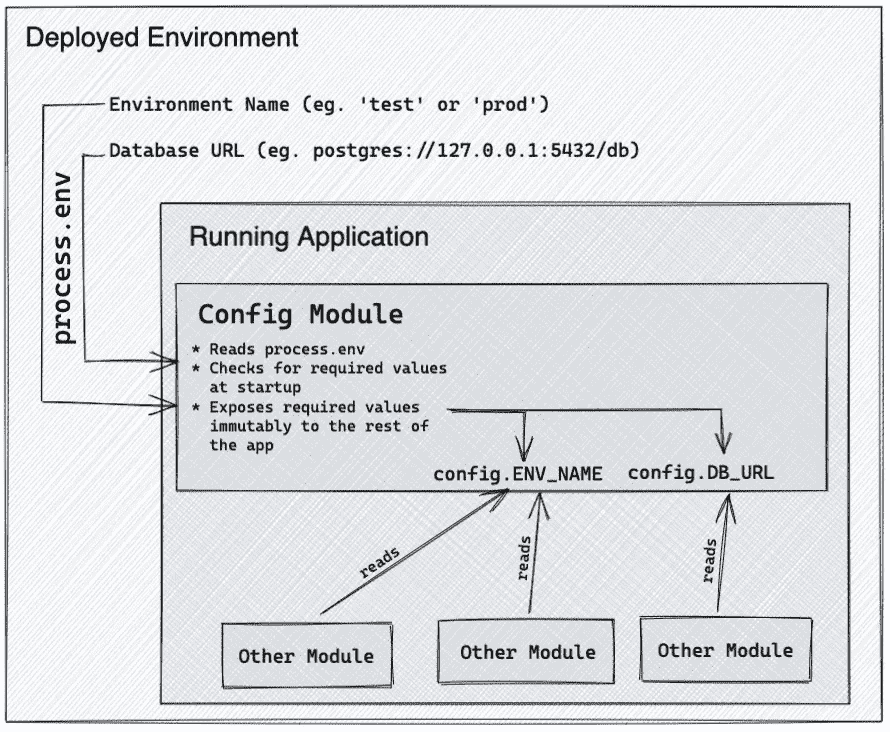 Deployed Environment
Environment Name (eg. 'test' or 'prod')
Database URL (eg. postgres://127.0.0.1:5432/db)
process.env
Running Application
Config Module
* Reads process.env
* Checks for required values
at startup
* Exposes required values
immutably to the rest of
the app
config.ENV_NAME config.DB_URL
reads reads reads
Other Module Other Module Other Module